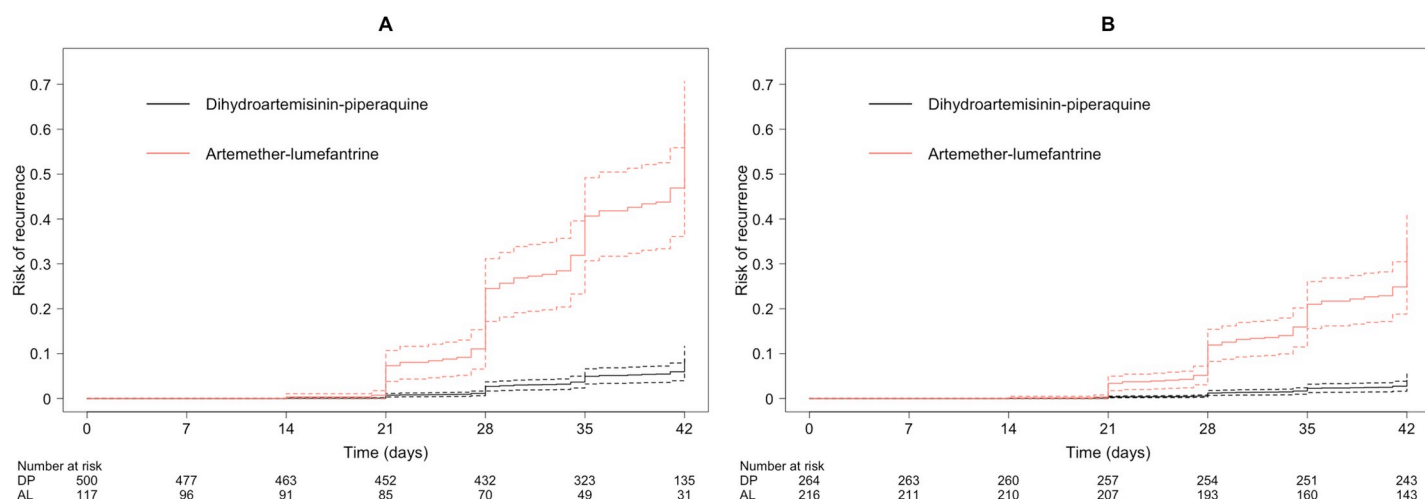 A
Risk of recurrence
0.7
0.6
0.5
0.4
0.3
0.2
0.1
0
Dihydroartemisinin-piperaquine
Artemether-lumefantrine
0 7 14 21 28 35 42
Time (days)
Number at risk
DP 500 477 463 452 432 323 135
AL 117 96 91 85 70 49 31
B
Risk of recurrence
0.7
0.6
0.5
0.4
0.3
0.2
0.1
0
Dihydroartemisinin-piperaquine
Artemether-lumefantrine
0 7 14 21 28 35 42
Time (days)
Number at risk
DP 264 263 260 257 254 251 243
AL 216 211 210 207 193 160 143